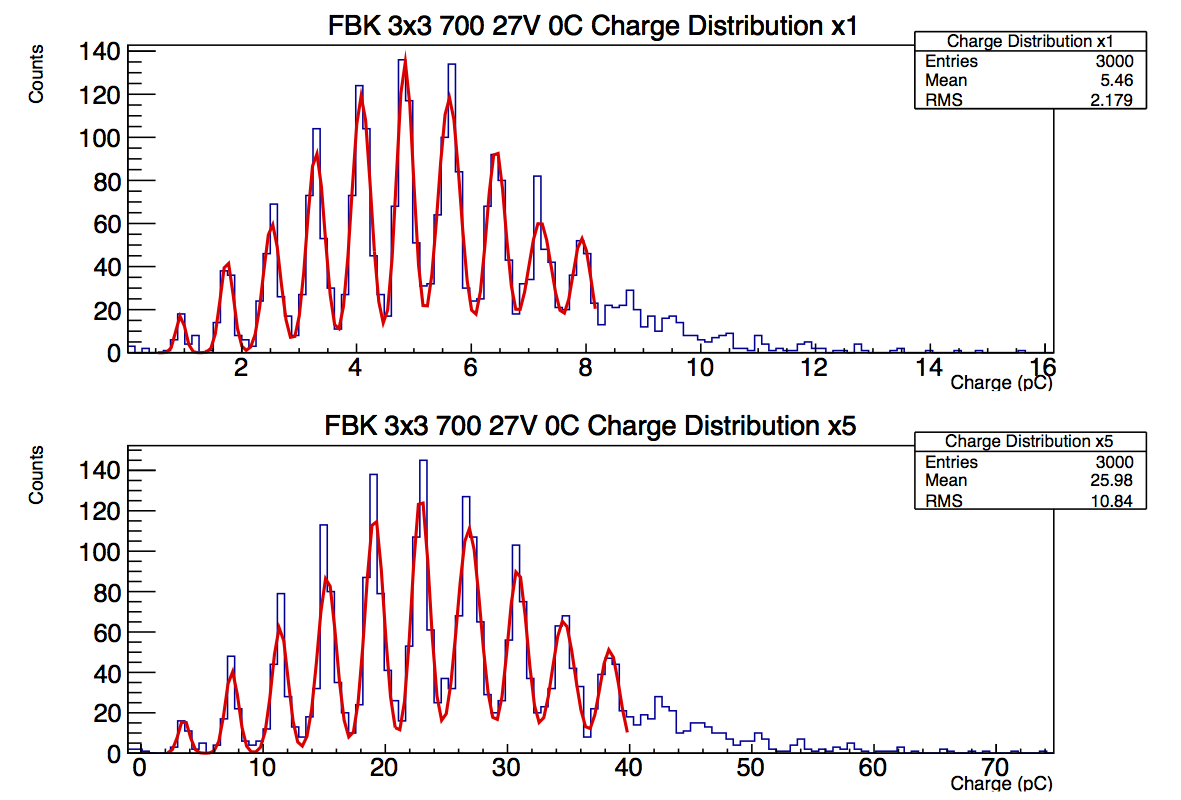 FBK 3x3 700 27V 0C Charge Distribution x1
Counts
140
120
100
80
60
40
20
0
2 4 6 8 10 12 14 16
Charge (pC)
Charge Distribution x1
Entries 3000
Mean 5.46
RMS 2.179
FBK 3x3 700 27V 0C Charge Distribution x5
Counts
140
120
100
80
60
40
20
0
0 10 20 30 40 50 60 70
Charge (pC)
Charge Distribution x5
Entries 3000
Mean 25.98
RMS 10.84